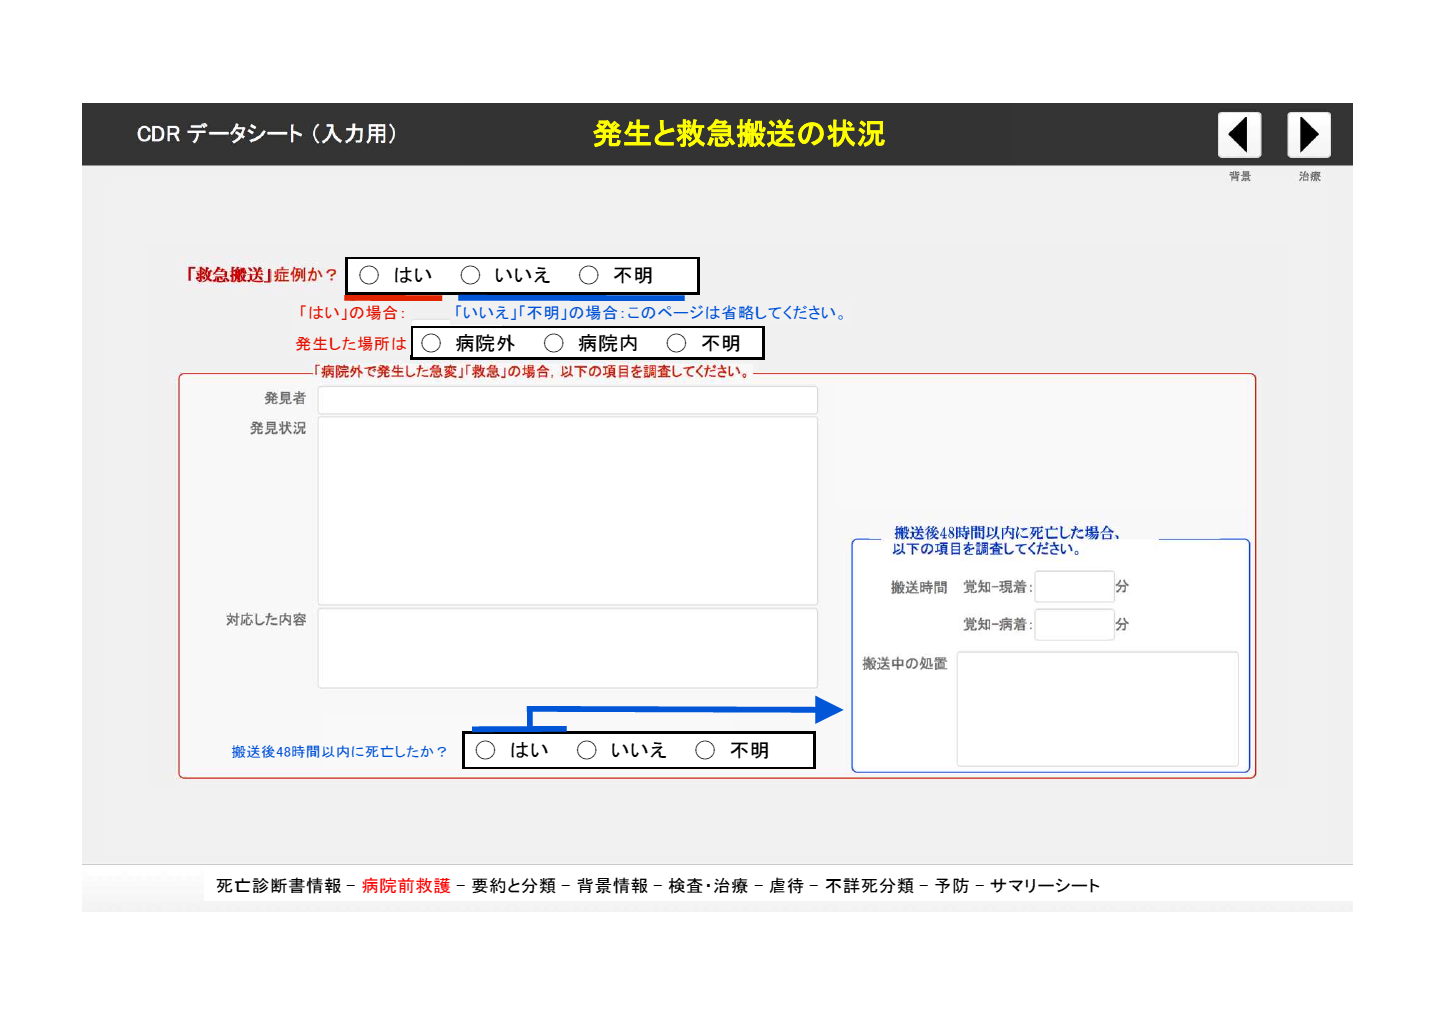 CDR データシート（入力用）
発生と救急搬送の状況
背景
治療
「救急搬送」症例か？ ○ はい ○ いいえ ○ 不明
「はい」の場合： 「いいえ」「不明」の場合：このページは省略してください。
発生した場所は ○ 病院外 ○ 病院内 ○ 不明
「病院外で発生した急変」「救急」の場合，以下の項目を調査してください。
発見者
発見状況
対応した内容
搬送後48時間以内に死亡したか？ ○ はい ○ いいえ ○ 不明
搬送後48時間以内に死亡した場合、
以下の項目を調査してください。
搬送時間 覚知−現着： 分
覚知−病着： 分
搬送中の処置
死亡診断書情報 − 病院前救護 − 要約と分類 − 背景情報 − 検査・治療 − 虐待 − 不詳死分類 − 予防 − サマリーシート